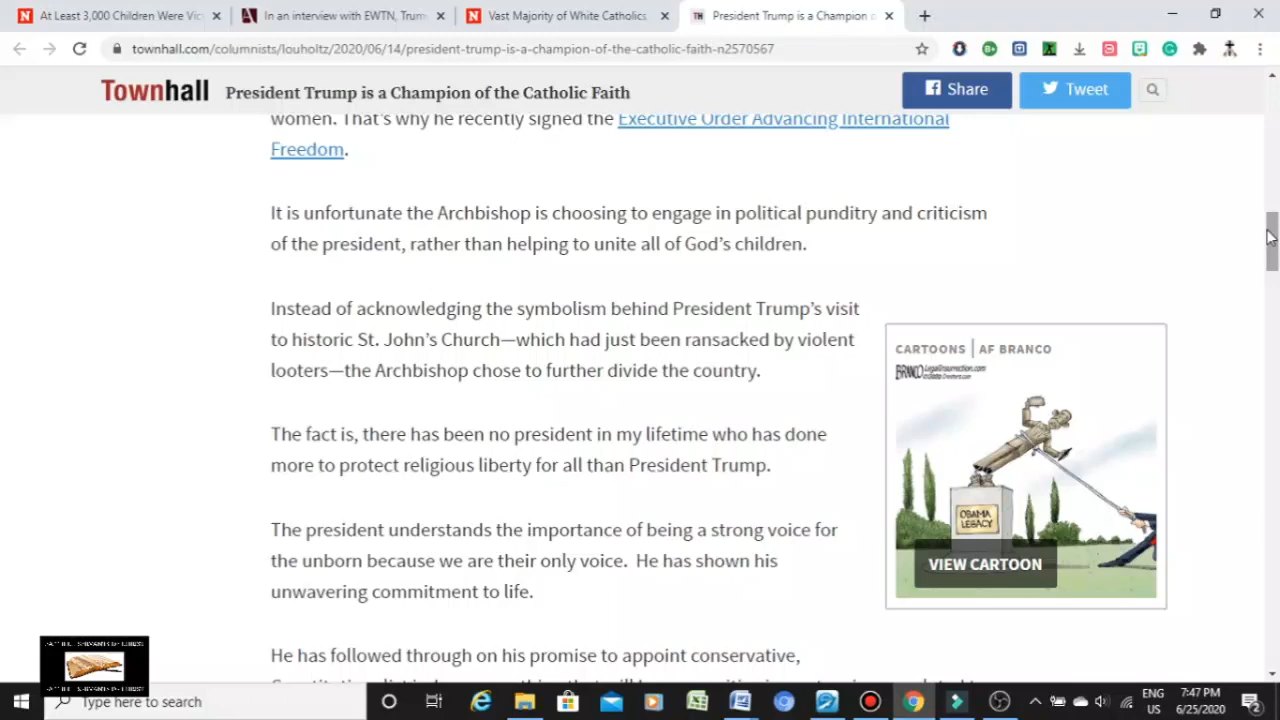 At Least 3,000 Children Were Vic
In an interview with EWTN, Trum
Vast Majority of White Catholics
President Trump is a Champion o
townhall.com/columnists/louholtz/2020/06/14/president-trump-is-a-champion-of-the-catholic-faith-n2570567
Townhall President Trump is a Champion of the Catholic Faith
Share
Tweet
women. That's why he recently signed the Executive Order Advancing International
Freedom.
It is unfortunate the Archbishop is choosing to engage in political punditry and criticism
of the president, rather than helping to unite all of God's children.
Instead of acknowledging the symbolism behind President Trump's visit
to historic St. John's Church—which had just been ransacked by violent
looters—the Archbishop chose to further divide the country.
The fact is, there has been no president in my lifetime who has done
more to protect religious liberty for all than President Trump.
The president understands the importance of being a strong voice for
the unborn because we are their only voice.  He has shown his
unwavering commitment to life.
He has followed through on his promise to appoint conservative,
CARTOONS | AF BRANCO
BRANCO
OBAMA
LEGACY
VIEW CARTOON
Type here to search
ENG
US
7:47 PM
6/25/2020
2